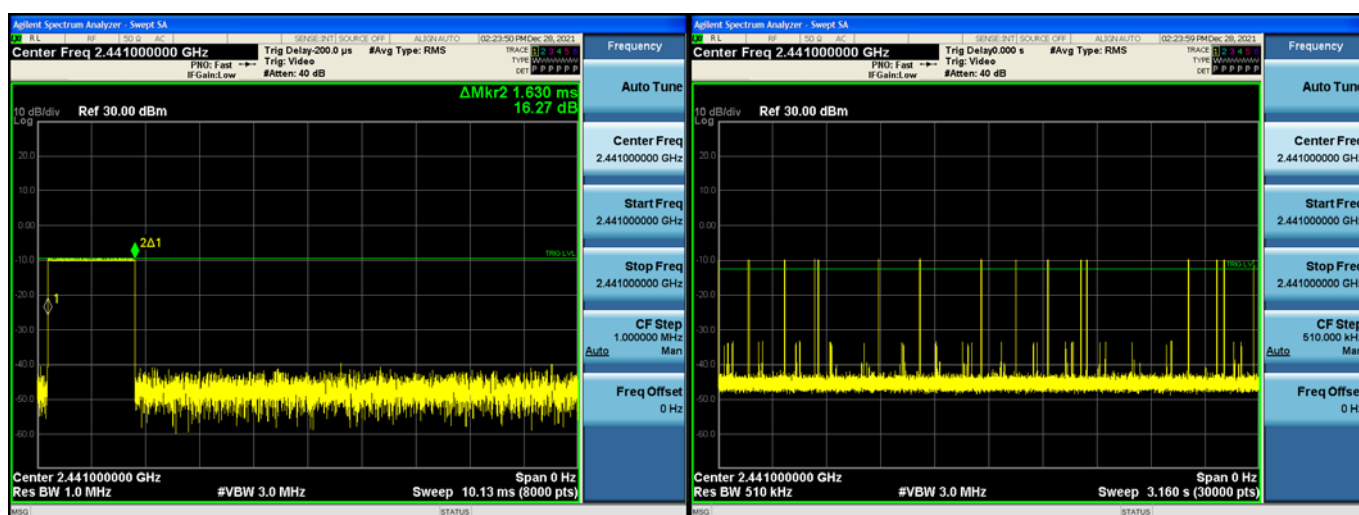 Agilent Spectrum Analyzer - Swept SA
RL RF 50 Ω AC SENSE:INT SOURCE OFF ALIGN AUTO 02:23:50 PM Dec 28, 2021
Center Freq 2.441000000 GHz
Trig Delay-200.0 µs #Avg Type: RMS
TRACE 1 2 3 4 5 6
PNO: Fast
Trig: Video
TYPE
IFGain:Low
#Atten: 40 dB
DET P P P P P P
ΔMkr2 1.630 ms
16.27 dB
10 dB/div Ref 30.00 dBm
Log
20.0
10.0
0.00
-10.0
-20.0
-30.0
-40.0
-50.0
-60.0
2Δ1
1
TRIG LVL
Center 2.441000000 GHz Span 0 Hz
Res BW 1.0 MHz #VBW 3.0 MHz Sweep 10.13 ms (8000 pts)
MSG STATUS
Frequency
Auto Tune
Center Freq
2.441000000 GHz
Start Freq
2.441000000 GHz
Stop Freq
2.441000000 GHz
CF Step
1.000000 MHz
Auto Man
Freq Offset
0 Hz
Agilent Spectrum Analyzer - Swept SA
RL RF 50 Ω AC SENSE:INT SOURCE OFF ALIGN AUTO 02:23:59 PM Dec 28, 2021
Center Freq 2.441000000 GHz
Trig Delay0.000 s #Avg Type: RMS
TRACE 1 2 3 4 5 6
PNO: Fast
Trig: Video
TYPE
IFGain:Low
#Atten: 40 dB
DET P P P P P P
10 dB/div Ref 30.00 dBm
Log
20.0
10.0
0.00
-10.0
-20.0
-30.0
-40.0
-50.0
-60.0
TRIG LVL
Center 2.441000000 GHz Span 0 Hz
Res BW 510 kHz #VBW 3.0 MHz Sweep 3.160 s (30000 pts)
MSG STATUS
Frequency
Auto Tune
Center Freq
2.441000000 GHz
Start Freq
2.441000000 GHz
Stop Freq
2.441000000 GHz
CF Step
510.000 kHz
Auto Man
Freq Offset
0 Hz